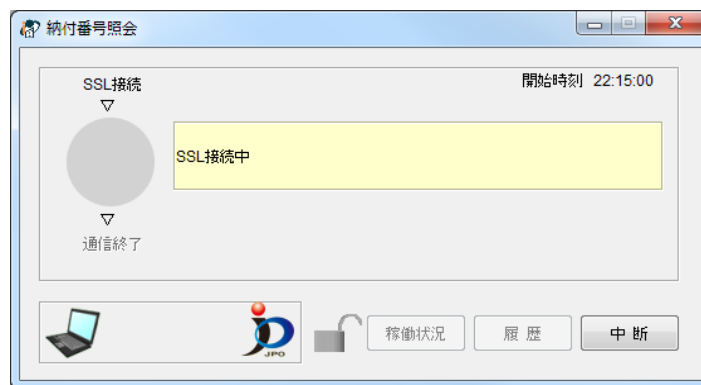 納付番号照会
SSL接続
開始時刻 22:15:00
▽
SSL接続中
▽
通信終了
JPO
稼働状況
履 歴
中 断